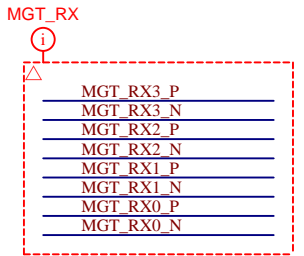 MGT_RX
i
MGT_RX3_P
MGT_RX3_N
MGT_RX2_P
MGT_RX2_N
MGT_RX1_P
MGT_RX1_N
MGT_RX0_P
MGT_RX0_N